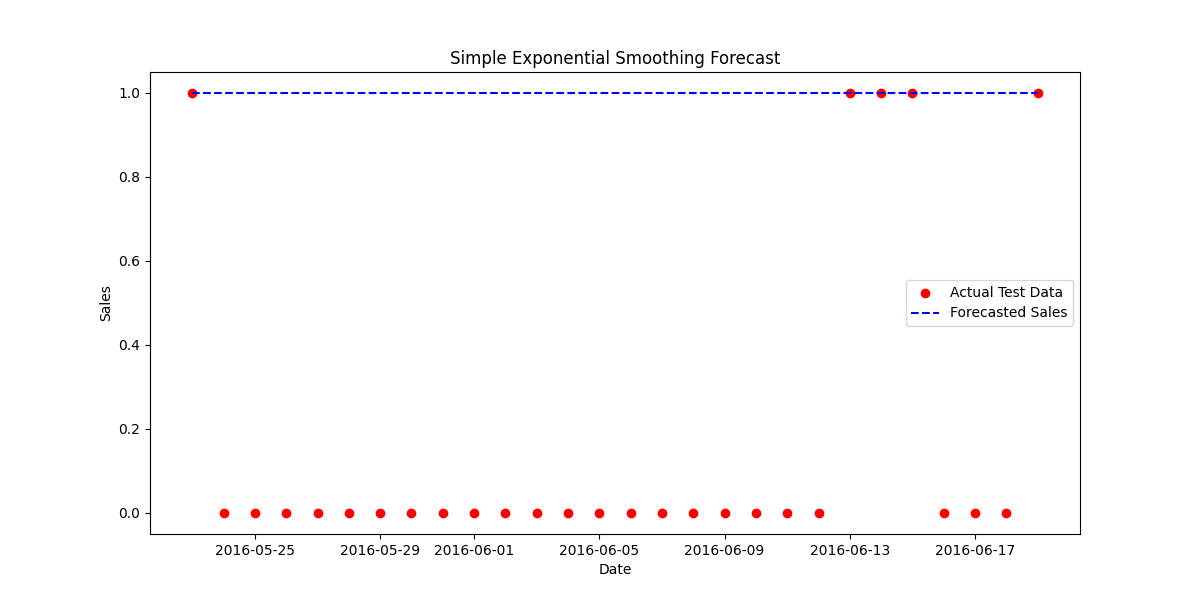 Simple Exponential Smoothing Forecast
1.0
0.8
0.6
0.4
0.2
0.0
Sales
Actual Test Data
Forecasted Sales
2016-05-25 2016-05-29 2016-06-01 2016-06-05 2016-06-09 2016-06-13 2016-06-17
Date